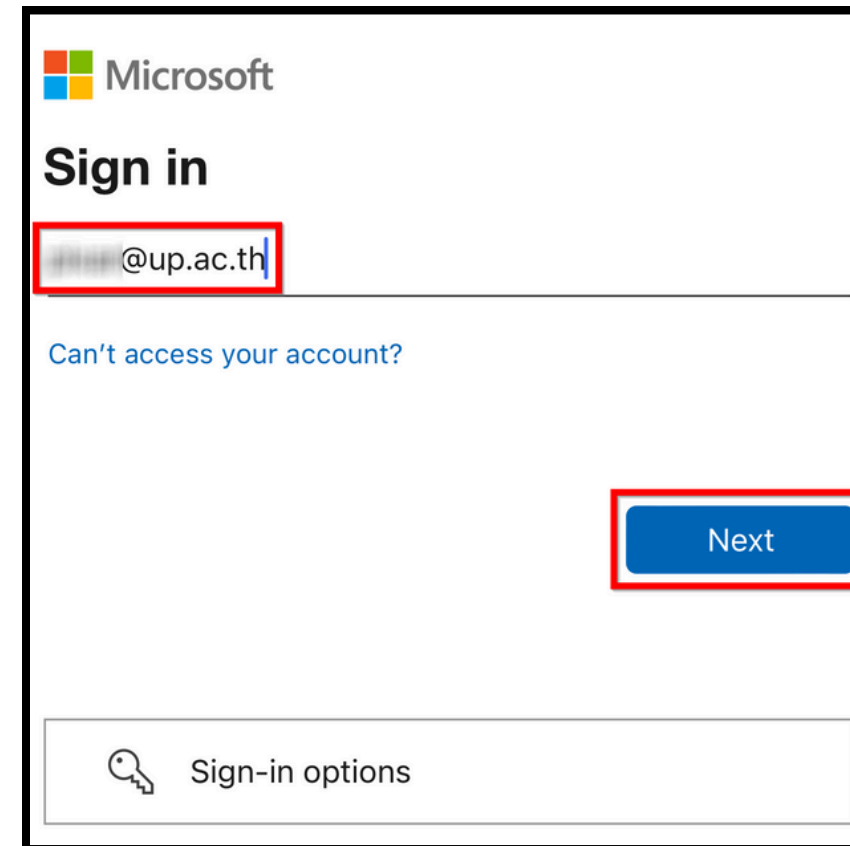 Microsoft
Sign in
@up.ac.th
Can't access your account?
Next
Sign-in options